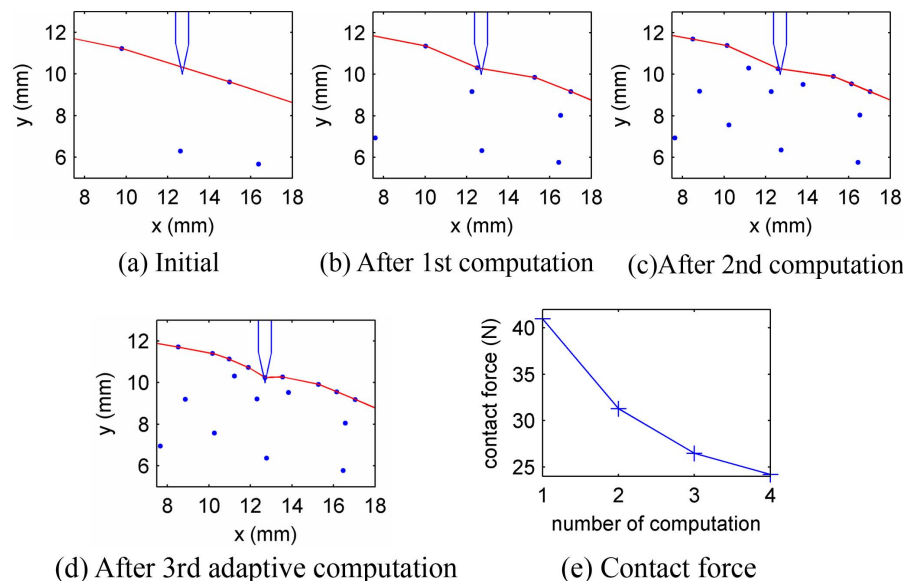 12
10
8
6
y (mm)
8 10 12 14 16 18
x (mm)
(a) Initial
12
10
8
6
y (mm)
8 10 12 14 16 18
x (mm)
(b) After 1st computation
12
10
8
6
y (mm)
8 10 12 14 16 18
x (mm)
(c)After 2nd computation
12
10
8
6
y (mm)
8 10 12 14 16 18
x (mm)
(d) After 3rd adaptive computation
40
35
30
25
contact force (N)
1 2 3 4
number of computation
(e) Contact force